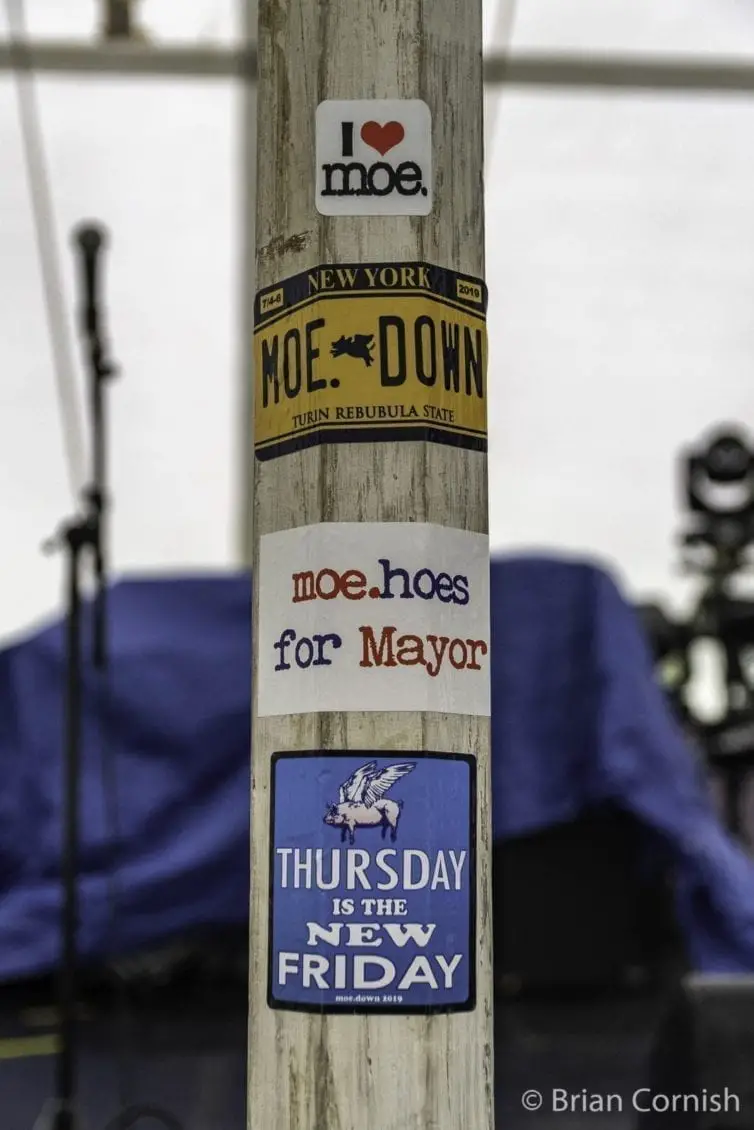 I ❤ moe.
NEW YORK
7/4-6 2019
MOE. DOWN
TURIN REBUBULA STATE
moe.hoes
for Mayor
THURSDAY
IS THE
NEW
FRIDAY
moe.down 2019
© Brian Cornish